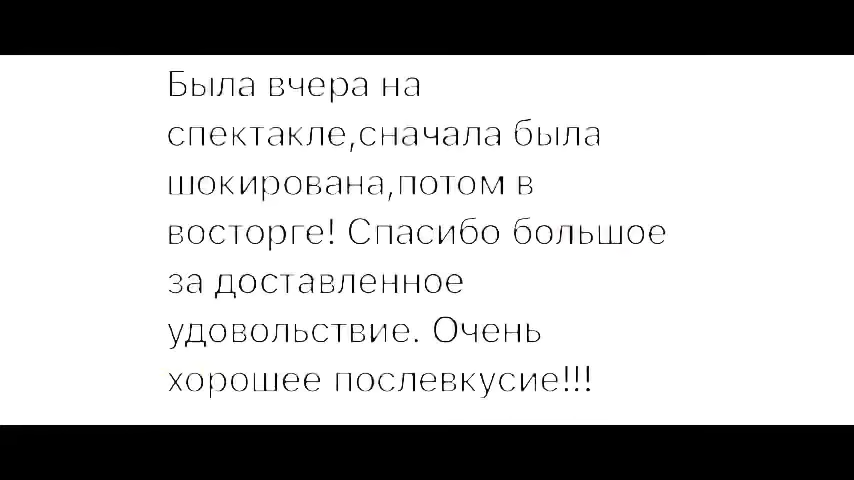 Была вчера на
спектакле,сначала была
шокирована,потом в
восторге! Спасибо большое
за доставленное
удовольствие. Очень
хорошее послевкусие!!!